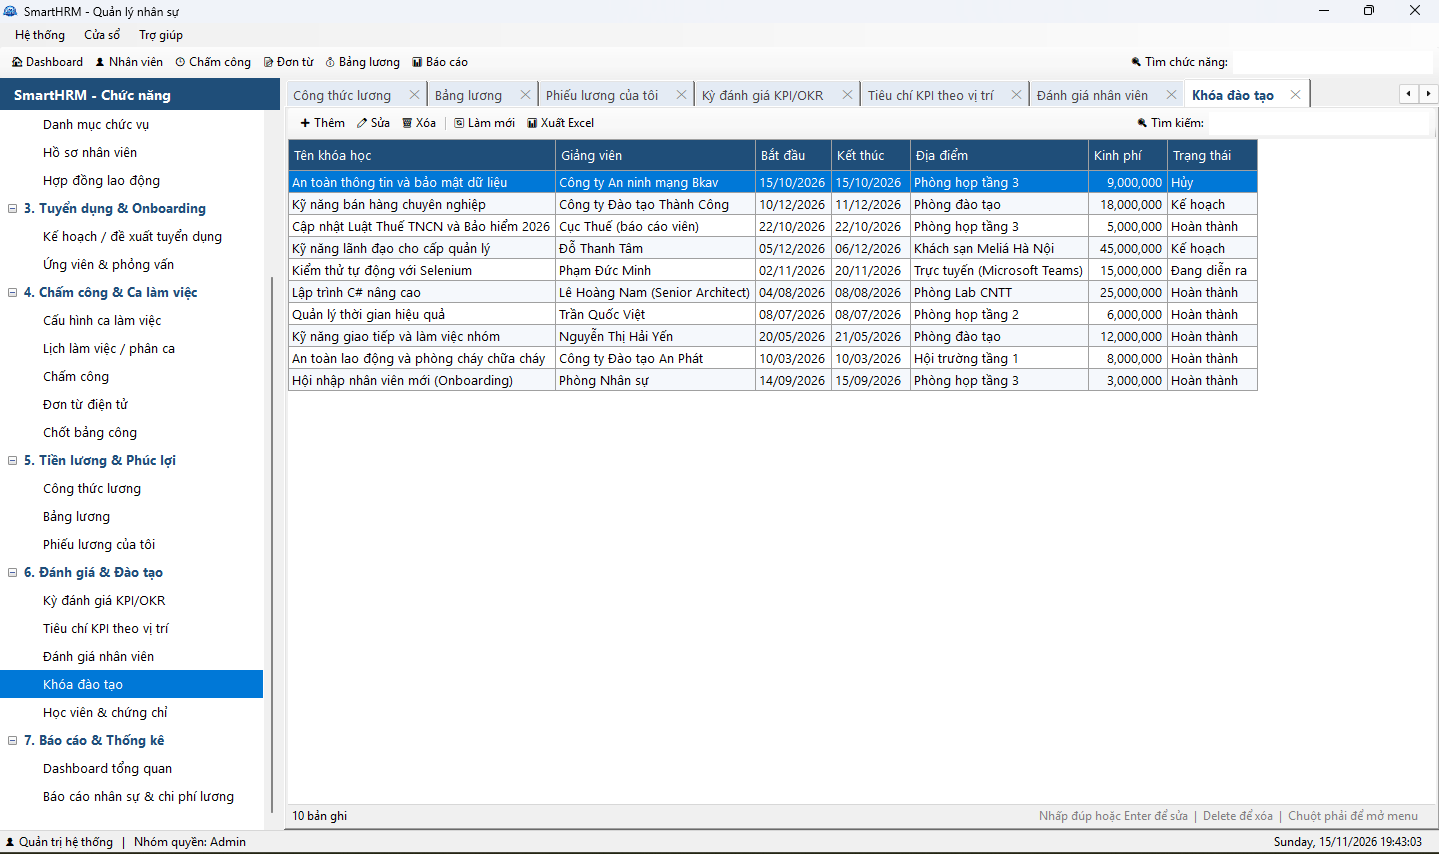 SmartHRM - Quản lý nhân sự
Hệ thống Cửa sổ Trợ giúp
Dashboard Nhân viên Chấm công Đơn từ Bảng lương Báo cáo Tìm chức năng:
SmartHRM - Chức năng
Danh mục chức vụ
Hồ sơ nhân viên
Hợp đồng lao động
3. Tuyển dụng & Onboarding
Kế hoạch / đề xuất tuyển dụng
Ứng viên & phỏng vấn
4. Chấm công & Ca làm việc
Cấu hình ca làm việc
Lịch làm việc / phân ca
Chấm công
Đơn từ điện tử
Chốt bảng công
5. Tiền lương & Phúc lợi
Công thức lương
Bảng lương
Phiếu lương của tôi
6. Đánh giá & Đào tạo
Kỳ đánh giá KPI/OKR
Tiêu chí KPI theo vị trí
Đánh giá nhân viên
Khóa đào tạo
Học viên & chứng chỉ
7. Báo cáo & Thống kê
Dashboard tổng quan
Báo cáo nhân sự & chi phí lương
Công thức lương Bảng lương Phiếu lương của tôi Kỳ đánh giá KPI/OKR Tiêu chí KPI theo vị trí Đánh giá nhân viên Khóa đào tạo
Thêm Sửa Xóa Làm mới Xuất Excel Tìm kiếm:
Tên khóa học Giảng viên Bắt đầu Kết thúc Địa điểm Kinh phí Trạng thái
An toàn thông tin và bảo mật dữ liệu Công ty An ninh mạng Bkav 15/10/2026 15/10/2026 Phòng họp tầng 3 9,000,000 Hủy
Kỹ năng bán hàng chuyên nghiệp Công ty Đào tạo Thành Công 10/12/2026 11/12/2026 Phòng đào tạo 18,000,000 Kế hoạch
Cập nhật Luật Thuế TNCN và Bảo hiểm 2026 Cục Thuế (báo cáo viên) 22/10/2026 22/10/2026 Phòng họp tầng 3 5,000,000 Hoàn thành
Kỹ năng lãnh đạo cho cấp quản lý Đỗ Thanh Tâm 05/12/2026 06/12/2026 Khách sạn Meliá Hà Nội 45,000,000 Kế hoạch
Kiểm thử tự động với Selenium Phạm Đức Minh 02/11/2026 20/11/2026 Trực tuyến (Microsoft Teams) 15,000,000 Đang diễn ra
Lập trình C# nâng cao Lê Hoàng Nam (Senior Architect) 04/08/2026 08/08/2026 Phòng Lab CNTT 25,000,000 Hoàn thành
Quản lý thời gian hiệu quả Trần Quốc Việt 08/07/2026 08/07/2026 Phòng họp tầng 2 6,000,000 Hoàn thành
Kỹ năng giao tiếp và làm việc nhóm Nguyễn Thị Hải Yến 20/05/2026 21/05/2026 Phòng đào tạo 12,000,000 Hoàn thành
An toàn lao động và phòng cháy chữa cháy Công ty Đào tạo An Phát 10/03/2026 10/03/2026 Hội trường tầng 1 8,000,000 Hoàn thành
Hội nhập nhân viên mới (Onboarding) Phòng Nhân sự 14/09/2026 15/09/2026 Phòng họp tầng 3 3,000,000 Hoàn thành
10 bản ghi Nhấp đúp hoặc Enter để sửa | Delete để xóa | Chuột phải để mở menu
Quản trị hệ thống | Nhóm quyền: Admin Sunday, 15/11/2026 19:43:03